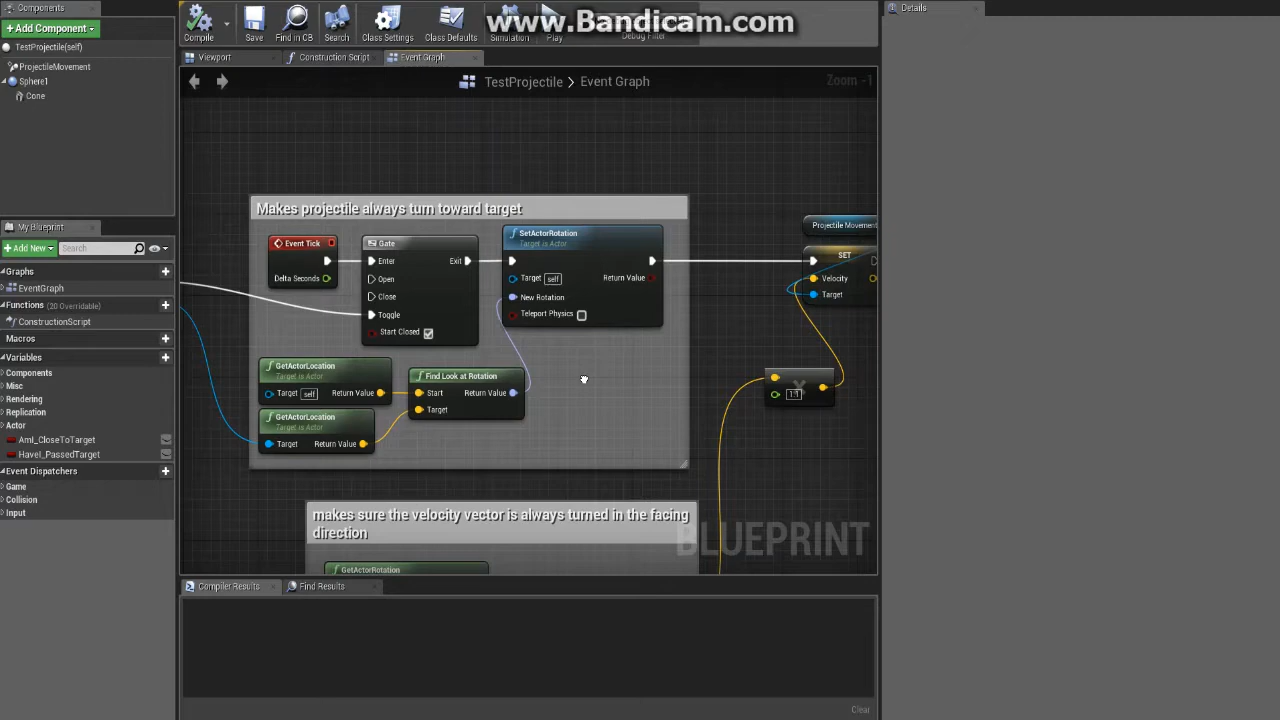 Components
Details
www.Bandicam.com
+ Add Component
Compile
Save
Find in CB
Search
Class Settings
Class Defaults
Simulation
Play
Debug Filter
TestProjectile(self)
Viewport
Construction Script
Event Graph
ProjectileMovement
Sphere1
Cone
TestProjectile > Event Graph
Zoom -1
Makes projectile always turn toward target
Event Tick
Delta Seconds
Gate
Enter
Exit
Open
Close
Toggle
Start Closed
SetActorRotation
Target is Actor
Target self
Return Value
New Rotation
Teleport Physics
Projectile Movement
SET
Velocity
Target
GetActorLocation
Target is Actor
Target self
Return Value
GetActorLocation
Target is Actor
Target
Return Value
Find Look at Rotation
Start
Return Value
Target
makes sure the velocity vector is always turned in the facing
direction
GetActorRotation
BLUEPRINT
My Blueprint
+ Add New
Search
Graphs
EventGraph
Functions (20 Overridable)
ConstructionScript
Macros
Variables
Components
Misc
Rendering
Replication
Actor
AmI_CloseToTarget
HaveI_PassedTarget
Event Dispatchers
Game
Collision
Input
Compiler Results
Find Results
Clear